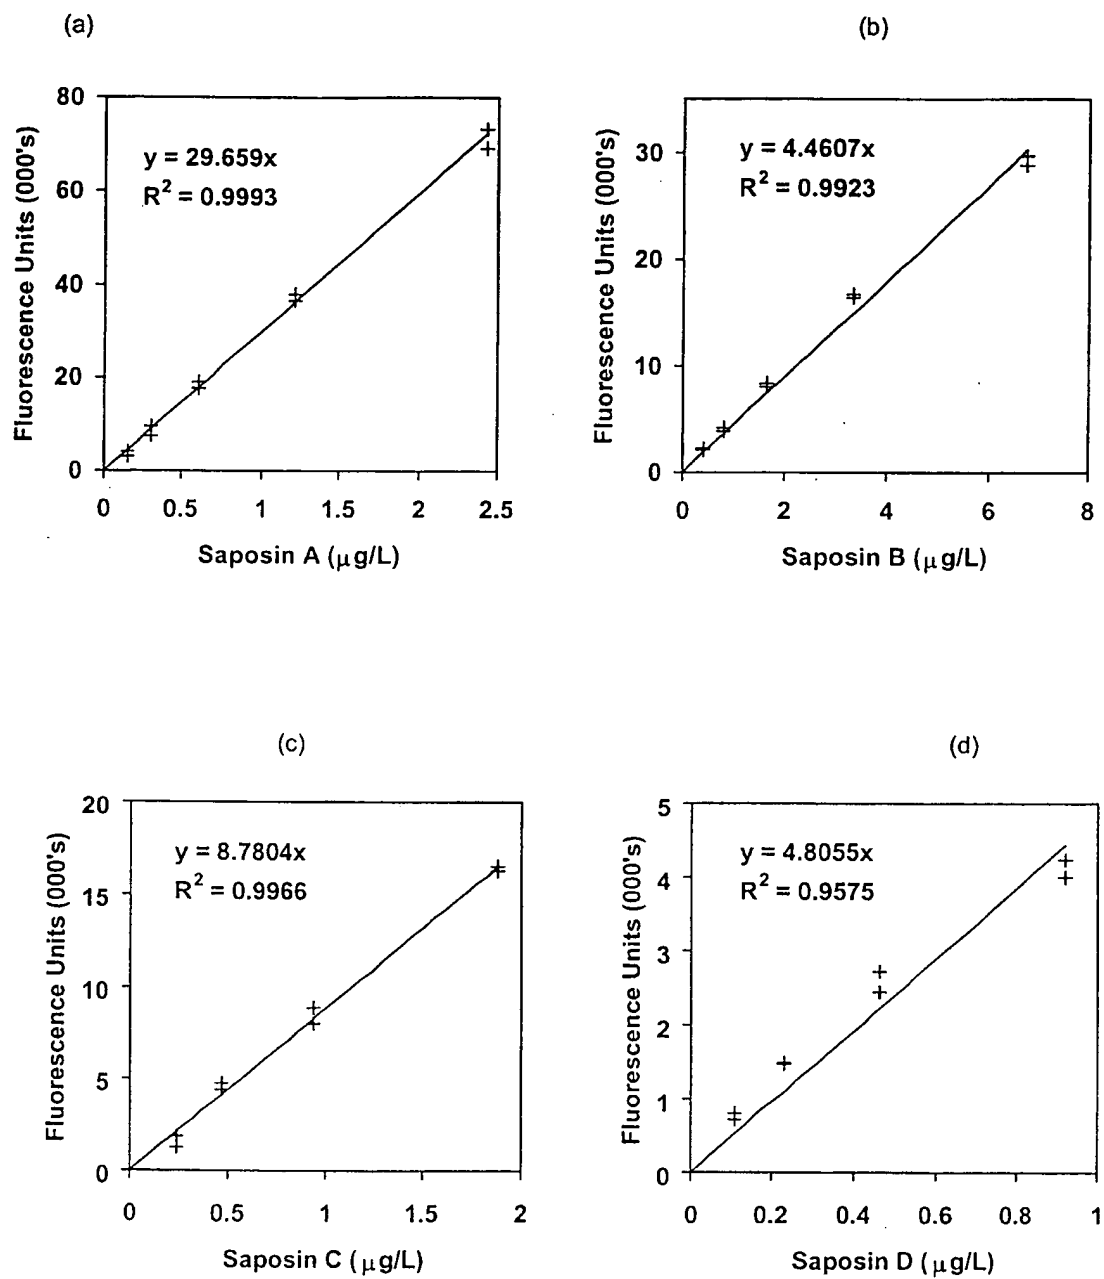 (a)
80
60
40
20
0
Fluorescence Units (000's)
y = 29.659x
R² = 0.9993
0 0.5 1 1.5 2 2.5
Saposin A (μg/L)
(b)
30
20
10
0
Fluorescence Units (000's)
y = 4.4607x
R² = 0.9923
0 2 4 6 8
Saposin B (μg/L)
(c)
20
15
10
5
0
Fluorescence Units (000's)
y = 8.7804x
R² = 0.9966
0 0.5 1 1.5 2
Saposin C (μg/L)
(d)
5
4
3
2
1
0
Fluorescence Units (000's)
y = 4.8055x
R² = 0.9575
0 0.2 0.4 0.6 0.8 1
Saposin D (μg/L)